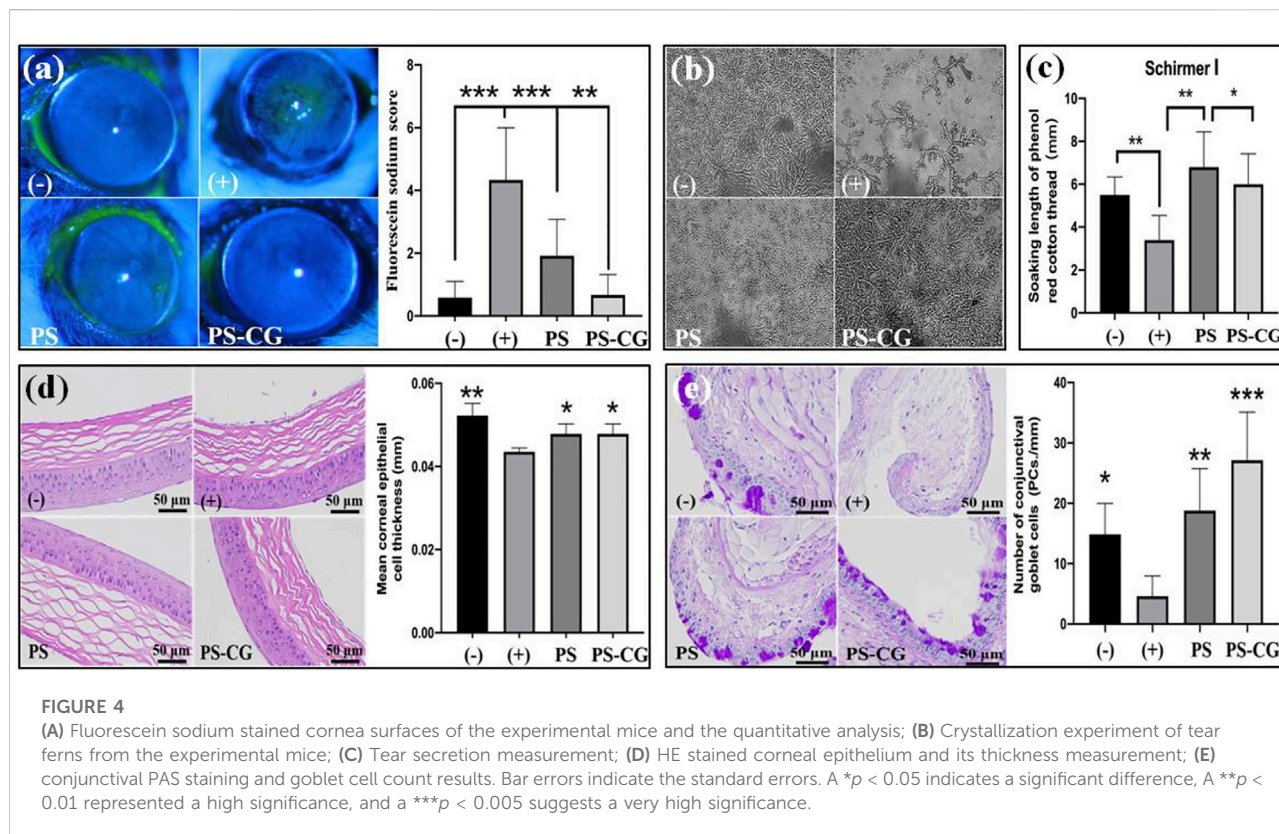 (a)
(-)
(+)
PS
PS-CG
Fluorescein sodium score
8
6
4
2
0
***
***
**
(-)
(+)
PS
PS-CG
(b)
(-)
(+)
PS
PS-CG
(c)
Schirmer I
Soaking length of phenol
red cotton thread (mm)
10
8
6
4
2
0
**
**
*
(-)
(+)
PS
PS-CG
(d)
(-)
50 μm
(+)
50 μm
PS
50 μm
PS-CG
50 μm
Mean corneal epithelial
cell thickness (mm)
0.06
0.04
0.02
0.00
**
*
*
(-)
(+)
PS
PS-CG
(e)
(-)
50 μm
(+)
50 μm
PS
50 μm
PS-CG
50 μm
Number of conjunctival
goblet cells (PCs./mm)
40
30
20
10
0
*
**
***
(-)
(+)
PS
PS-CG
FIGURE 4
(A) Fluorescein sodium stained cornea surfaces of the experimental mice and the quantitative analysis; (B) Crystallization experiment of tear
ferns from the experimental mice; (C) Tear secretion measurement; (D) HE stained corneal epithelium and its thickness measurement; (E)
conjunctival PAS staining and goblet cell count results. Bar errors indicate the standard errors. A *p < 0.05 indicates a significant difference, A **p <
0.01 represented a high significance, and a ***p < 0.005 suggests a very high significance.